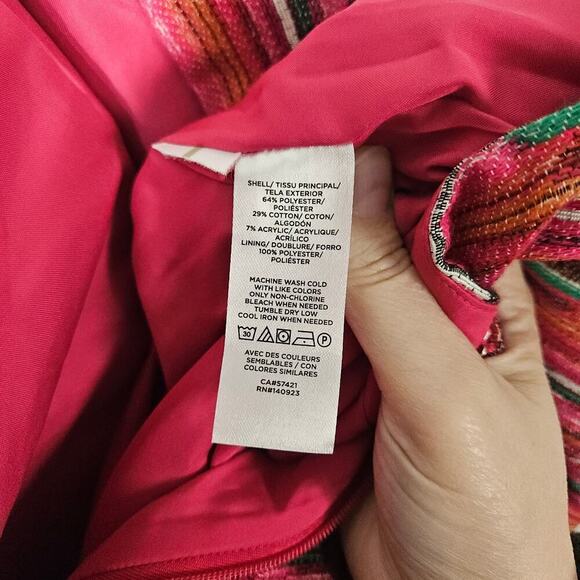 SHELL/ TISSU PRINCIPAL/
TELA EXTERIOR
64% POLYESTER/
POLIÉSTER
29% COTTON/ COTON/
ALGODÓN
7% ACRYLIC/ ACRYLIQUE/
ACRÍLICO
LINING/ DOUBLURE/ FORRO
100% POLYESTER/
POLIÉSTER
MACHINE WASH COLD
WITH LIKE COLORS
ONLY NON-CHLORINE
BLEACH WHEN NEEDED
TUMBLE DRY LOW
COOL IRON WHEN NEEDED
30 P
AVEC DES COULEURS
SEMBLABLES / CON
COLORES SIMILARES
CA#57421
RN#140923